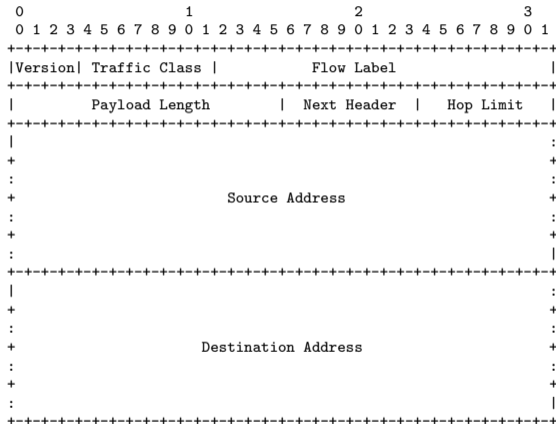 0                   1                   2                   3
 0 1 2 3 4 5 6 7 8 9 0 1 2 3 4 5 6 7 8 9 0 1 2 3 4 5 6 7 8 9 0 1
+-+-+-+-+-+-+-+-+-+-+-+-+-+-+-+-+-+-+-+-+-+-+-+-+-+-+-+-+-+-+-+-+
|Version| Traffic Class |           Flow Label                  |
+-+-+-+-+-+-+-+-+-+-+-+-+-+-+-+-+-+-+-+-+-+-+-+-+-+-+-+-+-+-+-+-+
|         Payload Length        |  Next Header  |   Hop Limit   |
+-+-+-+-+-+-+-+-+-+-+-+-+-+-+-+-+-+-+-+-+-+-+-+-+-+-+-+-+-+-+-+-+
|                                                               :
+                                                               +
:                                                               :
+                         Source Address                        +
:                                                               :
+                                                               +
:                                                               |
+-+-+-+-+-+-+-+-+-+-+-+-+-+-+-+-+-+-+-+-+-+-+-+-+-+-+-+-+-+-+-+-+
|                                                               :
+                                                               +
:                                                               :
+                      Destination Address                      +
:                                                               :
+                                                               +
:                                                               |
+-+-+-+-+-+-+-+-+-+-+-+-+-+-+-+-+-+-+-+-+-+-+-+-+-+-+-+-+-+-+-+-+